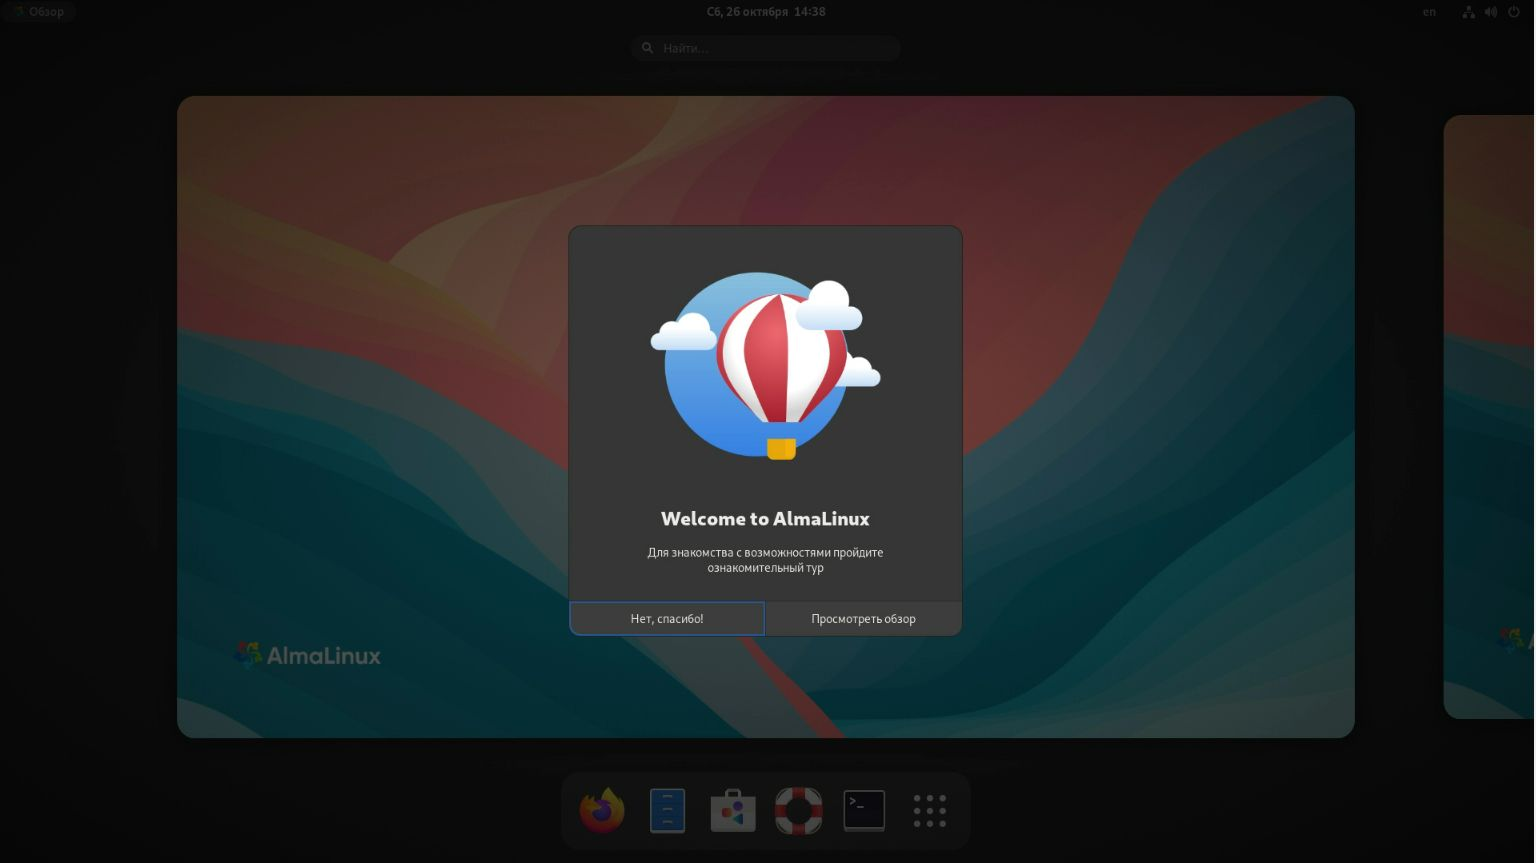 Обзор
Сб, 26 октября 14:38
en
Найти...
Welcome to AlmaLinux
Для знакомства с возможностями пройдите
ознакомительный тур
Нет, спасибо!
Просмотреть обзор
AlmaLinux
>_